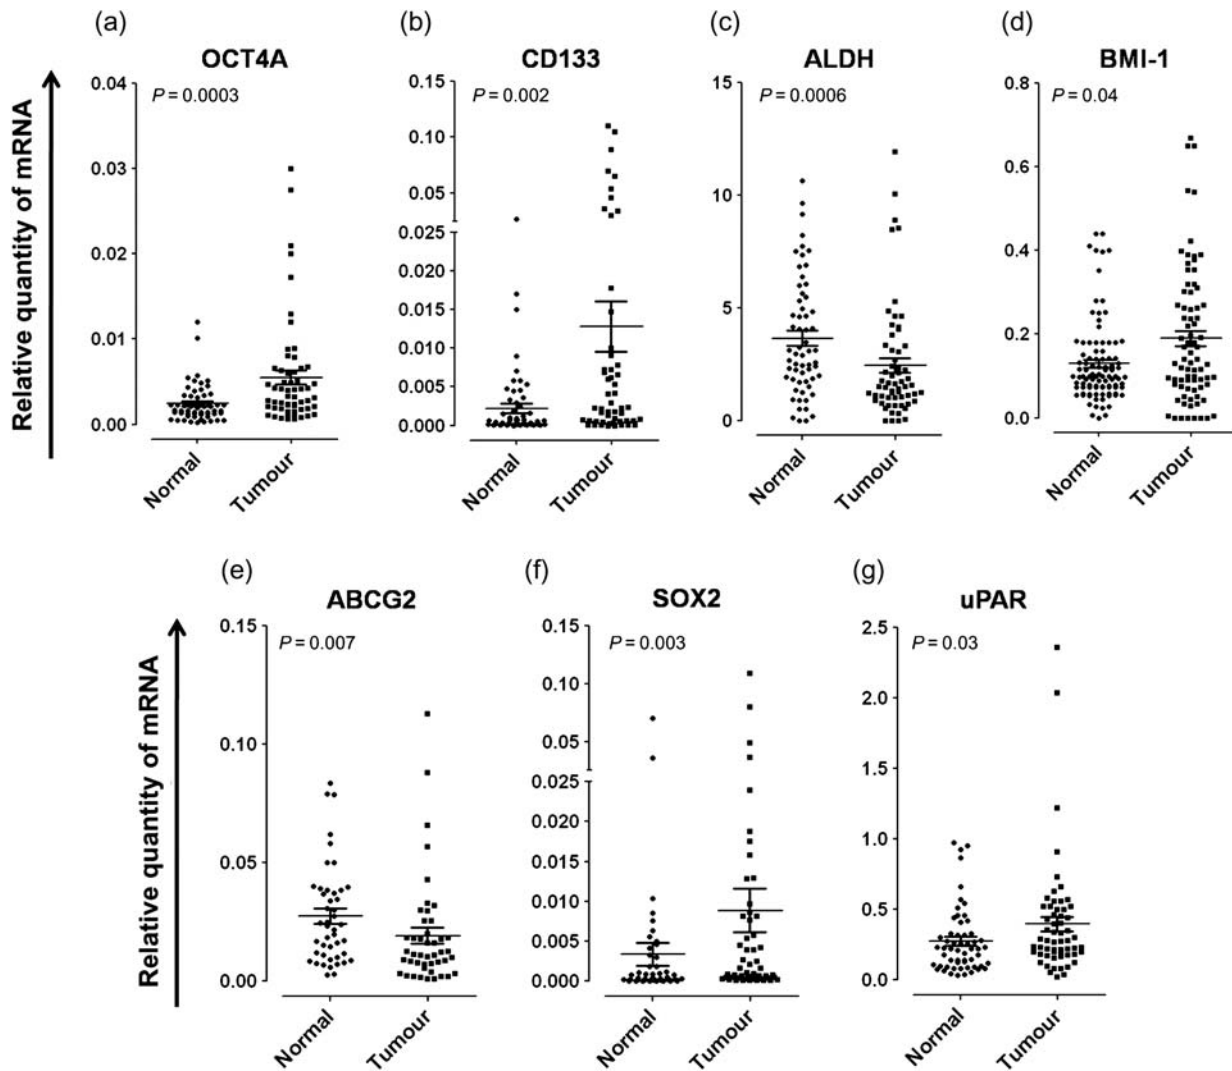 (a) (b) (c) (d)
OCT4A CD133 ALDH BMI-1
Relative quantity of mRNA
P = 0.0003
0.04
0.03
0.02
0.01
0.00
Normal Tumour
P = 0.002
0.15
0.10
0.05
0.025
0.020
0.015
0.010
0.005
0.000
Normal Tumour
P = 0.0006
15
10
5
0
Normal Tumour
P = 0.04
0.8
0.6
0.4
0.2
0.0
Normal Tumour
(e) (f) (g)
ABCG2 SOX2 uPAR
Relative quantity of mRNA
P = 0.007
0.15
0.10
0.05
0.00
Normal Tumour
P = 0.003
0.15
0.10
0.05
0.025
0.020
0.015
0.010
0.005
0.000
Normal Tumour
P = 0.03
2.5
2.0
1.5
1.0
0.5
0.0
Normal Tumour